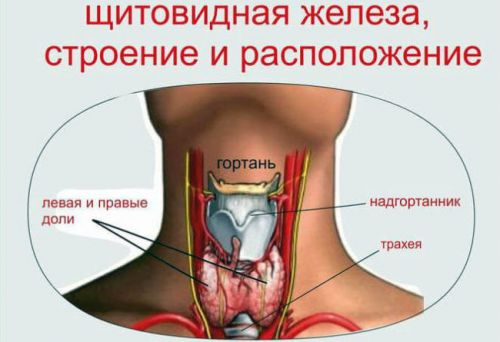 щитовидная железа,
строение и расположение
гортань
левая и правые
доли
надгортанник
трахея